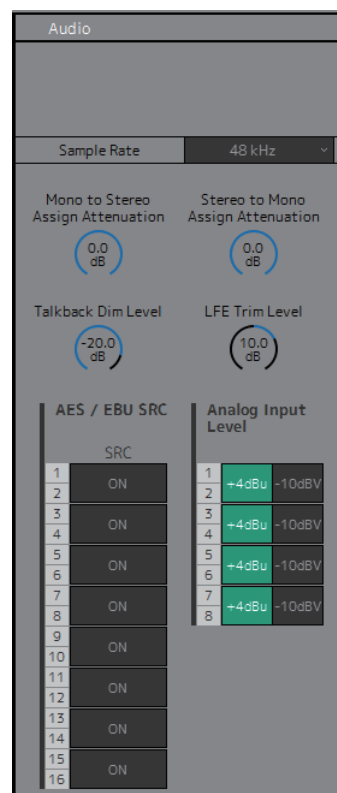 Audio
Sample Rate 48 kHz
Mono to Stereo
Assign Attenuation
Stereo to Mono
Assign Attenuation
0.0
dB
0.0
dB
Talkback Dim Level
LFE Trim Level
-20.0
dB
10.0
dB
AES / EBU SRC
SRC
1
2
ON
3
4
ON
5
6
ON
7
8
ON
9
10
ON
11
12
ON
13
14
ON
15
16
ON
Analog Input
Level
1
2
+4dBu -10dBV
3
4
+4dBu -10dBV
5
6
+4dBu -10dBV
7
8
+4dBu -10dBV